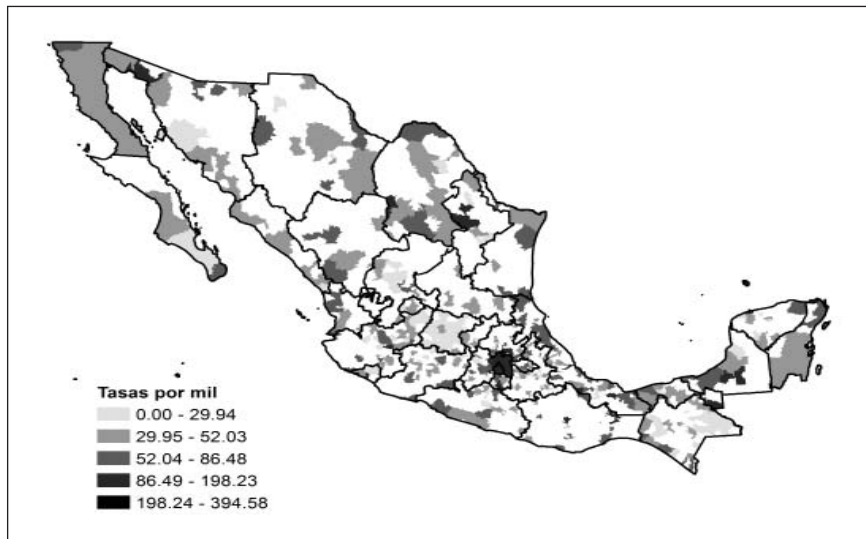 Tasas por mil
0.00 - 29.94
29.95 - 52.03
52.04 - 86.48
86.49 - 198.23
198.24 - 394.58